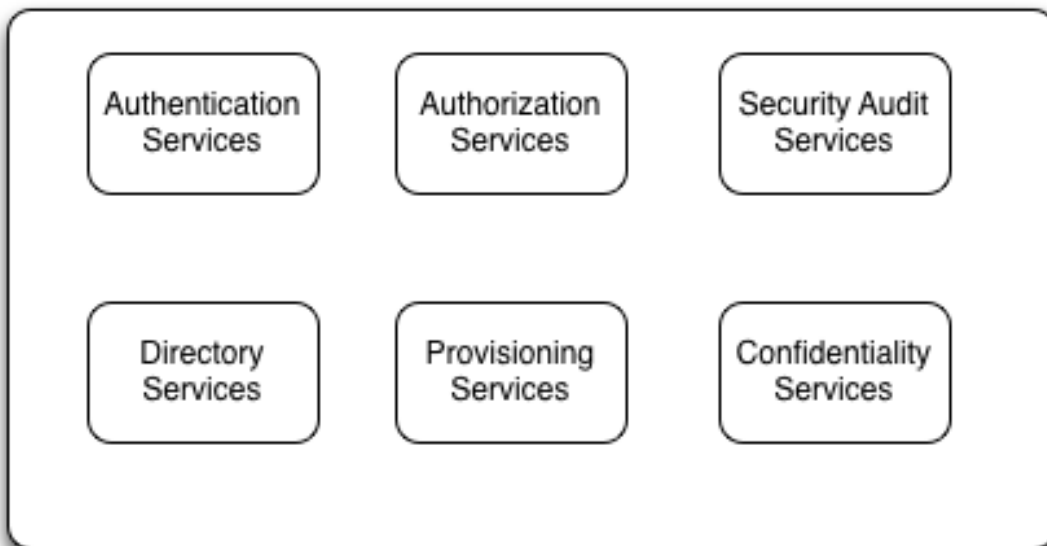 Authentication
Services
Authorization
Services
Security Audit
Services
Directory
Services
Provisioning
Services
Confidentiality
Services